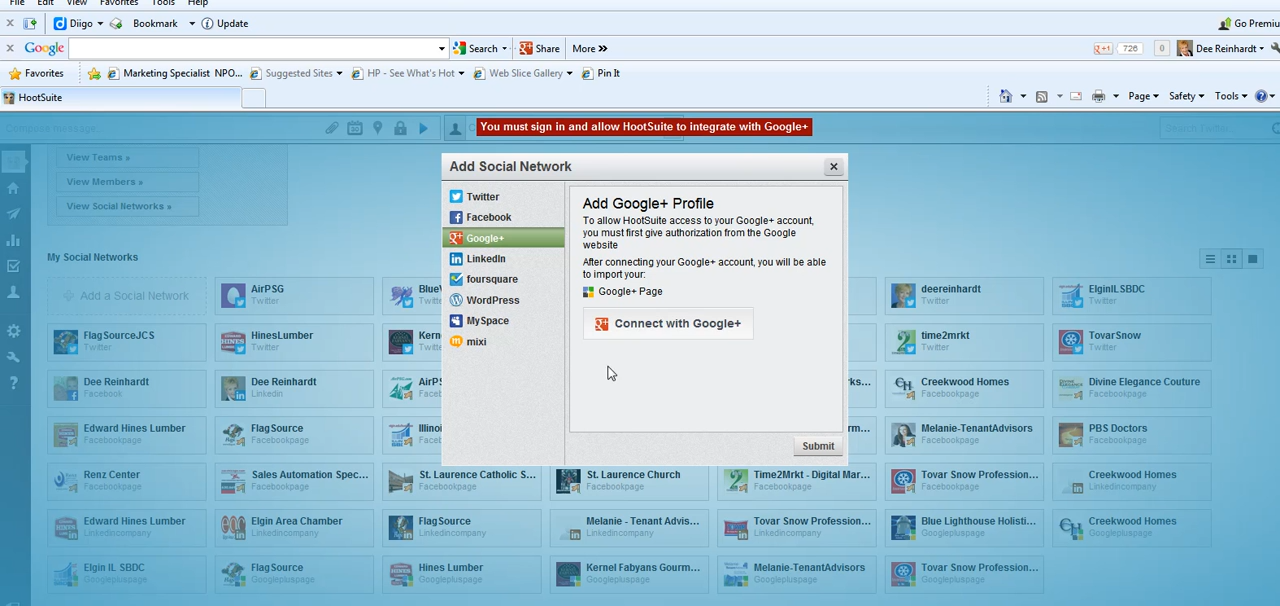 File Edit View Favorites Tools Help
Diigo Bookmark Update Go Premiu
Google Search Share More » +1 726 0 Dee Reinhardt
Favorites Marketing Specialist NPO... Suggested Sites HP - See What's Hot Web Slice Gallery Pin It
HootSuite Page Safety Tools
Compose message...
You must sign in and allow HootSuite to integrate with Google+
Search Twitter
View Teams »
View Members »
View Social Networks »
Add Social Network
Twitter
Facebook
Google+
LinkedIn
foursquare
WordPress
MySpace
mixi
Add Google+ Profile
To allow HootSuite access to your Google+ account,
you must first give authorization from the Google
website
After connecting your Google+ account, you will be able
to import your:
Google+ Page
Connect with Google+
Submit
My Social Networks
Add a Social Network
AirPSG
Twitter
deereinhardt
Twitter
ElginILSBDC
Twitter
FlagSourceJCS
Twitter
HinesLumber
Twitter
time2mrkt
Twitter
TovarSnow
Twitter
Dee Reinhardt
Facebook
Dee Reinhardt
Linkedin
Creekwood Homes
Facebookpage
Divine Elegance Couture
Facebookpage
Edward Hines Lumber
Facebookpage
FlagSource
Facebookpage
Melanie-TenantAdvisors
Facebookpage
PBS Doctors
Facebookpage
Renz Center
Facebookpage
Sales Automation Spec...
Facebookpage
St. Laurence Catholic S...
Facebookpage
St. Laurence Church
Facebookpage
Time2Mrkt - Digital Mar...
Facebookpage
Tovar Snow Profession...
Facebookpage
Creekwood Homes
Linkedincompany
Edward Hines Lumber
Linkedincompany
Elgin Area Chamber
Linkedincompany
FlagSource
Linkedincompany
Melanie - Tenant Advis...
Linkedincompany
Tovar Snow Profession...
Linkedincompany
Blue Lighthouse Holisti...
Googlepluspage
Creekwood Homes
Googlepluspage
Elgin IL SBDC
Googlepluspage
FlagSource
Googlepluspage
Hines Lumber
Googlepluspage
Kernel Fabyans Gourm...
Googlepluspage
Melanie-TenantAdvisors
Googlepluspage
Tovar Snow Profession...
Googlepluspage